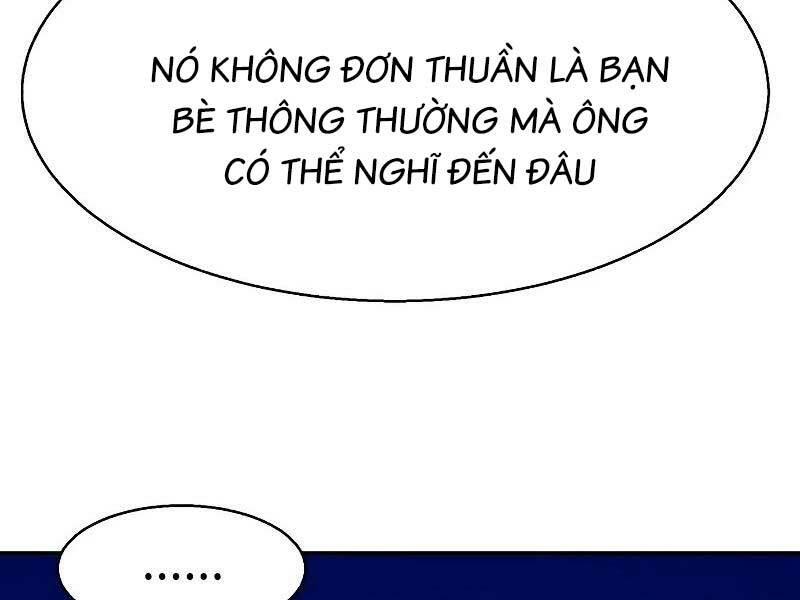 NÓ KHÔNG ĐƠN THUẦN LÀ BẠN
BÈ THÔNG THƯỜNG MÀ ÔNG
CÓ THỂ NGHĨ ĐẾN ĐÂU
......